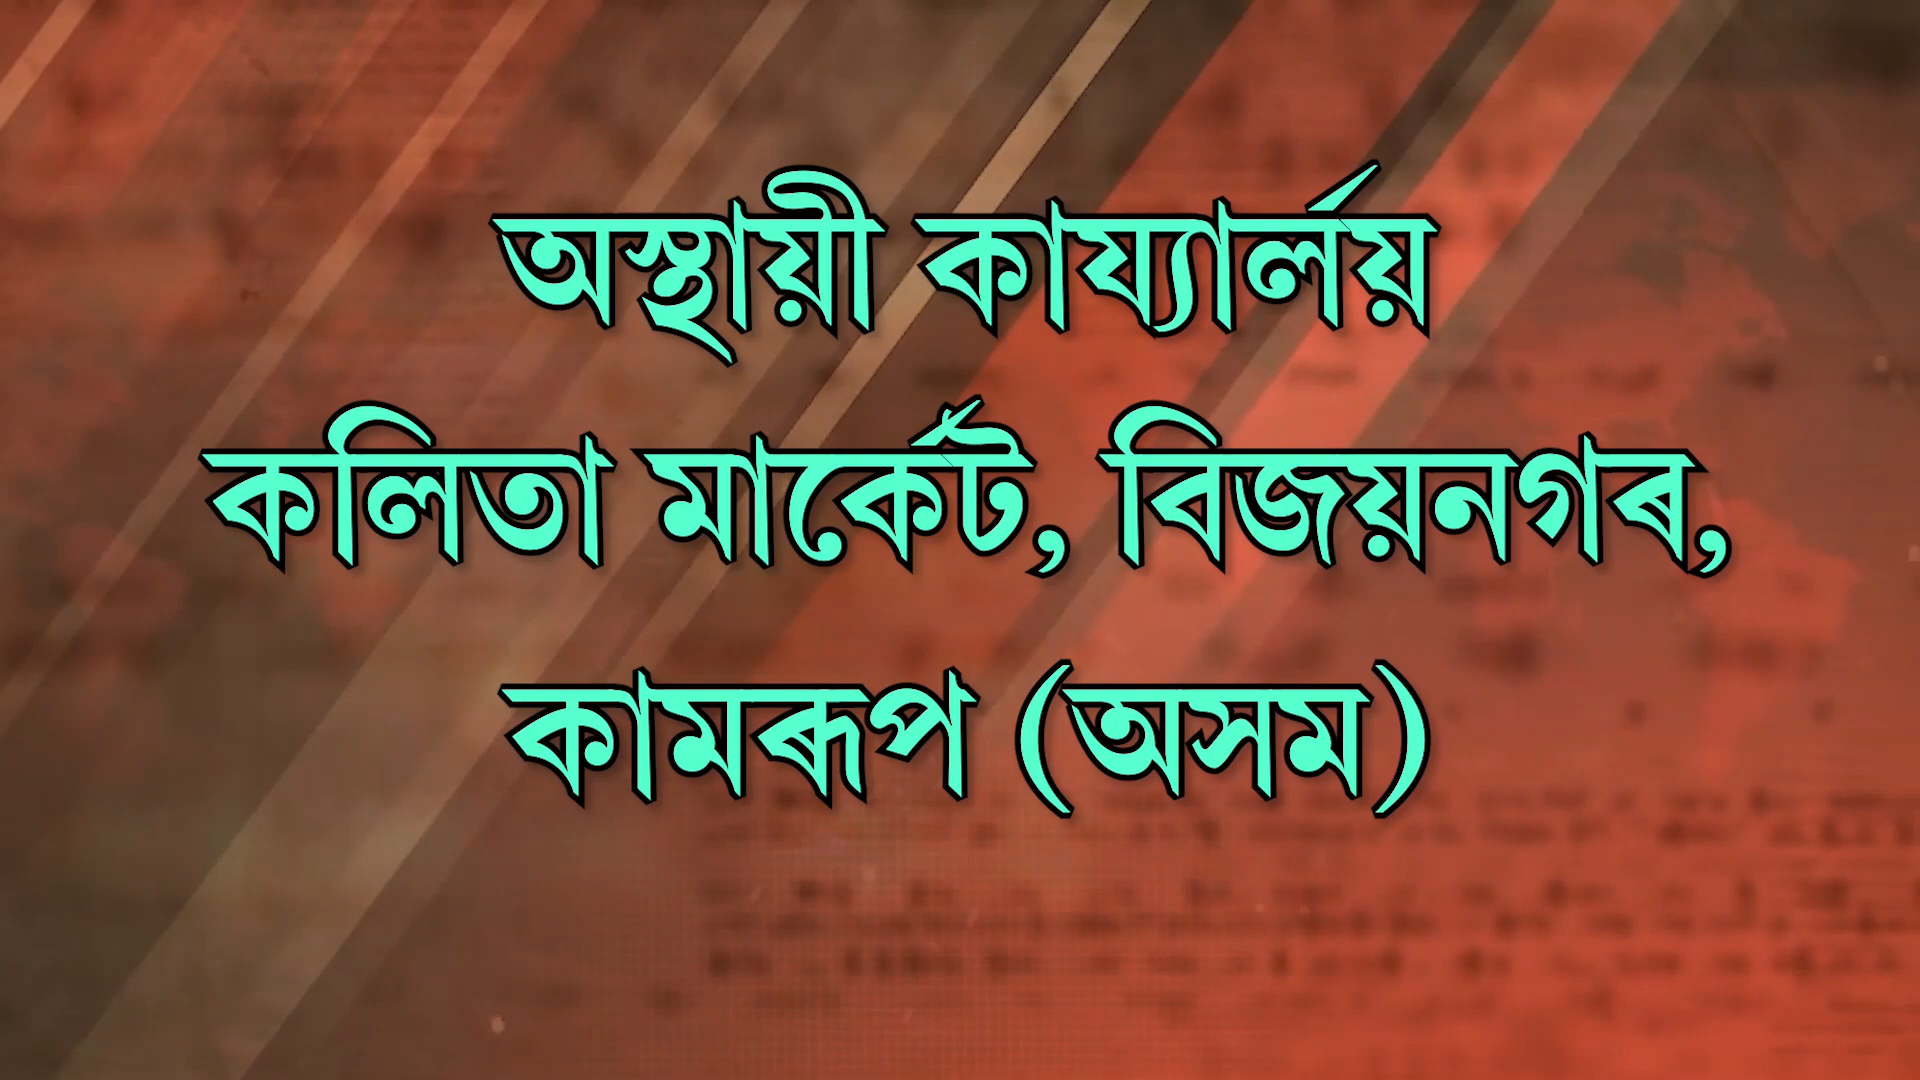 অস্থায়ী কায্যাৰ্লয়
কলিতা মাৰ্কেট, বিজয়নগৰ,
কামৰূপ (অসম)